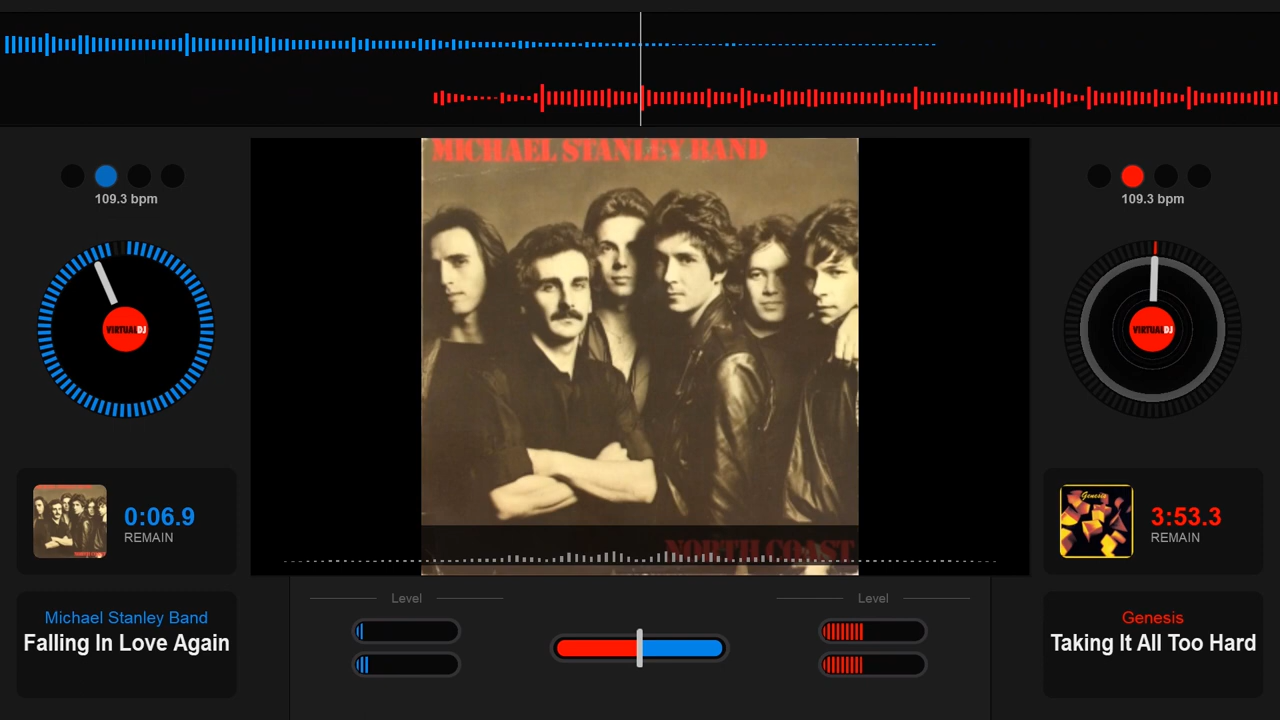 MICHAEL STANLEY BAND
109.3 bpm
109.3 bpm
VIRTUALDJ
VIRTUALDJ
0:06.9
REMAIN
Genesis
3:53.3
REMAIN
NORTH COAST
Michael Stanley Band
Falling In Love Again
Level
Level
Genesis
Taking It All Too Hard